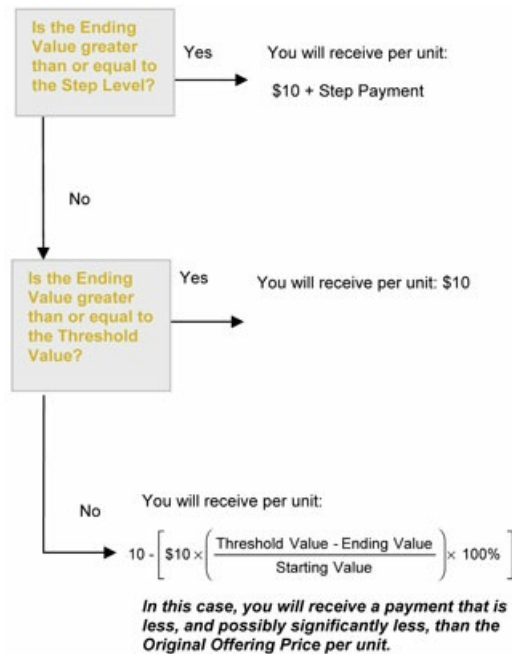 Is the Ending
Value greater
than or equal to
the Step Level?
Yes
You will receive per unit:
$10 + Step Payment
No
Is the Ending
Value greater
than or equal to
the Threshold
Value?
Yes
You will receive per unit: $10
No
You will receive per unit:
10 - [ $10 × ( Threshold Value - Ending Value / Starting Value ) × 100% ]
In this case, you will receive a payment that is
less, and possibly significantly less, than the
Original Offering Price per unit.